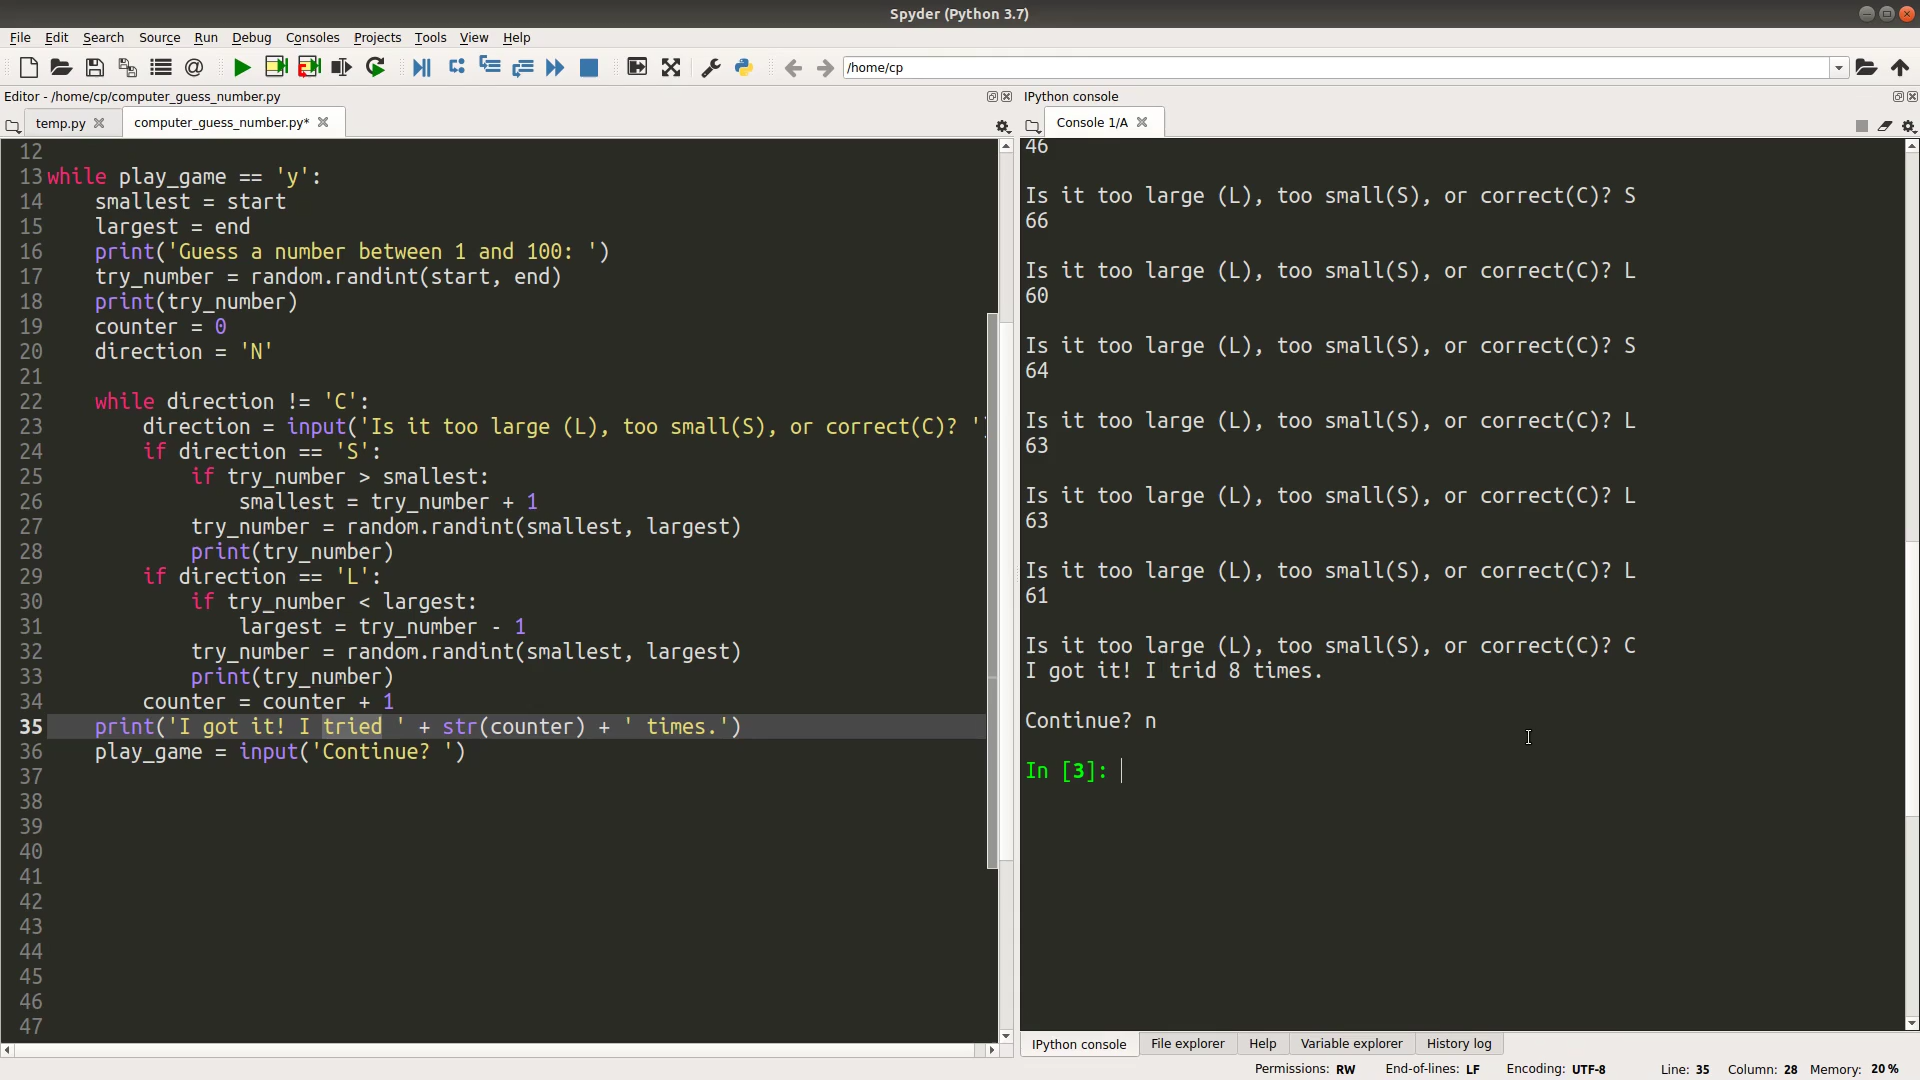 Spyder (Python 3.7)
File Edit Search Source Run Debug Consoles Projects Tools View Help
/home/cp
Editor - /home/cp/computer_guess_number.py
temp.py
computer_guess_number.py*
12
13 while play_game == 'y':
14     smallest = start
15     largest = end
16     print('Guess a number between 1 and 100: ')
17     try_number = random.randint(start, end)
18     print(try_number)
19     counter = 0
20     direction = 'N'
21
22     while direction != 'C':
23         direction = input('Is it too large (L), too small(S), or correct(C)? ')
24         if direction == 'S':
25             if try_number > smallest:
26                 smallest = try_number + 1
27             try_number = random.randint(smallest, largest)
28             print(try_number)
29         if direction == 'L':
30             if try_number < largest:
31                 largest = try_number - 1
32             try_number = random.randint(smallest, largest)
33             print(try_number)
34         counter = counter + 1
35     print('I got it! I tried ' + str(counter) + ' times.')
36     play_game = input('Continue? ')
37
38
39
40
41
42
43
44
45
46
47
IPython console
Console 1/A
46
Is it too large (L), too small(S), or correct(C)? S
66
Is it too large (L), too small(S), or correct(C)? L
60
Is it too large (L), too small(S), or correct(C)? S
64
Is it too large (L), too small(S), or correct(C)? L
63
Is it too large (L), too small(S), or correct(C)? L
63
Is it too large (L), too small(S), or correct(C)? L
61
Is it too large (L), too small(S), or correct(C)? C
I got it! I trid 8 times.
Continue? n
In [3]:
IPython console File explorer Help Variable explorer History log
Permissions: RW End-of-lines: LF Encoding: UTF-8 Line: 35 Column: 28 Memory: 20 %